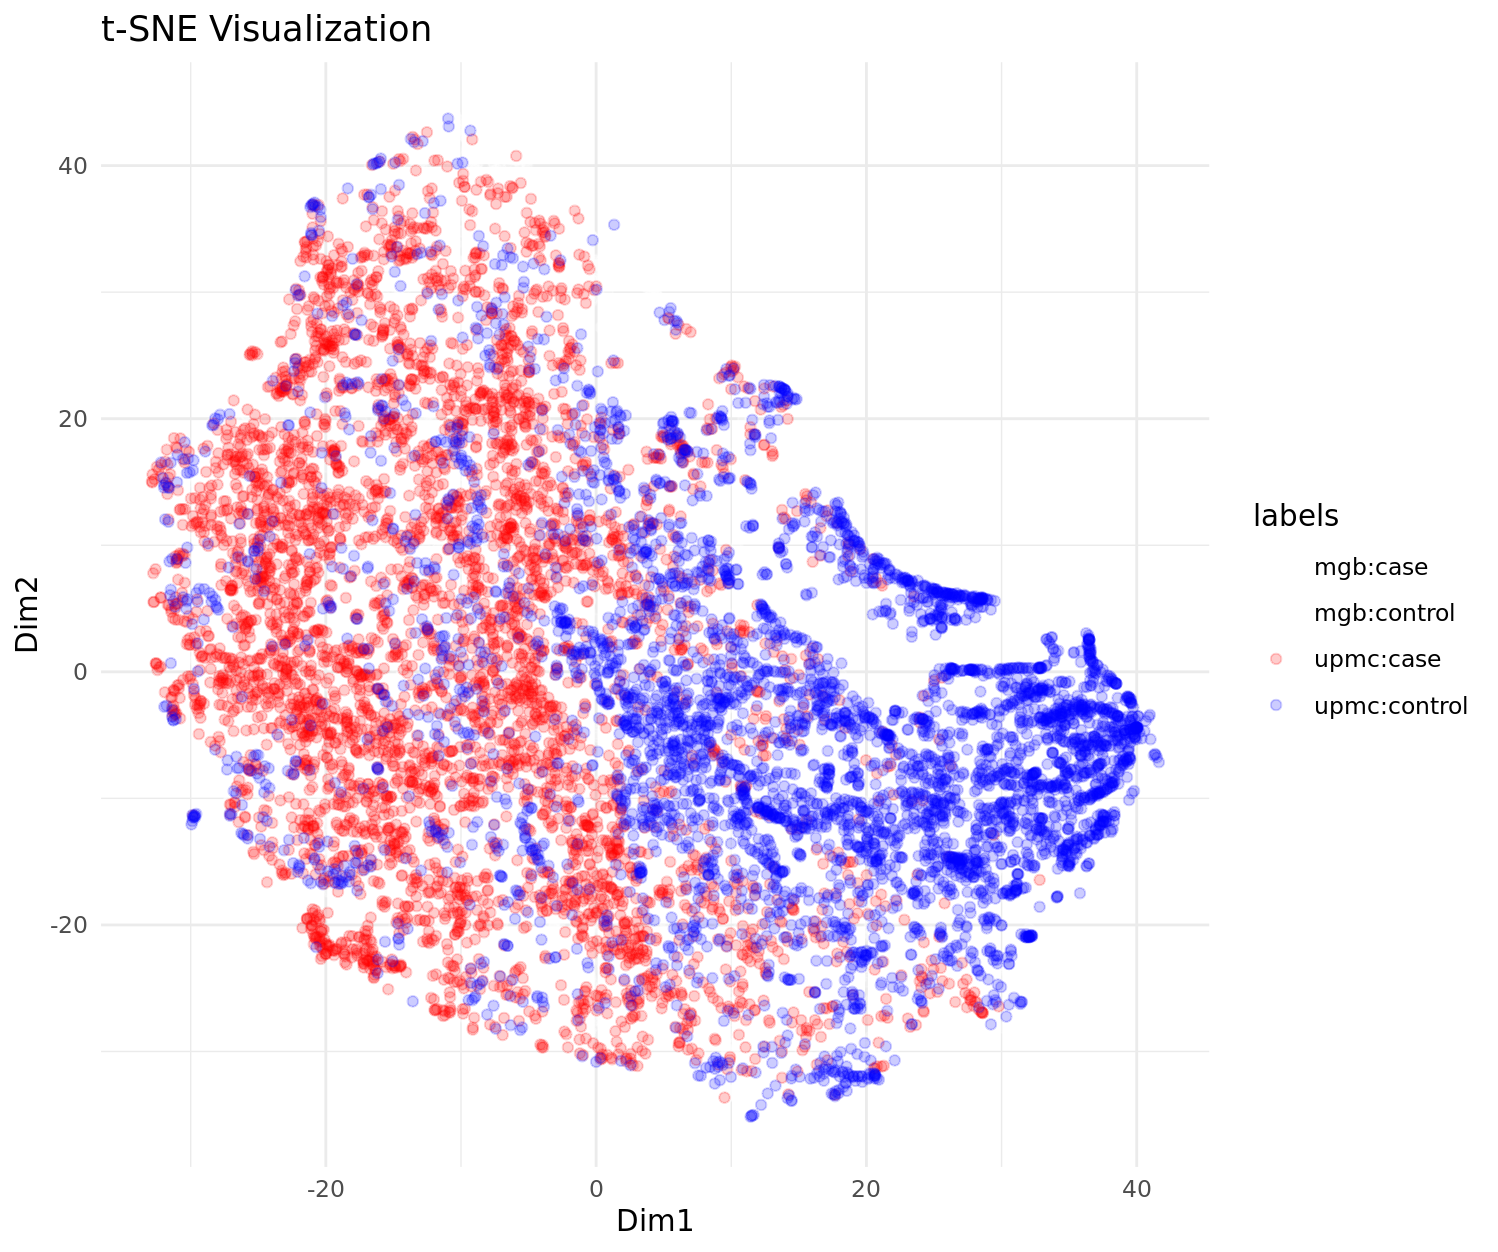 t-SNE Visualization
40
20
0
-20
-20
0
20
40
Dim1
Dim2
labels
mgb:case
mgb:control
upmc:case
upmc:control